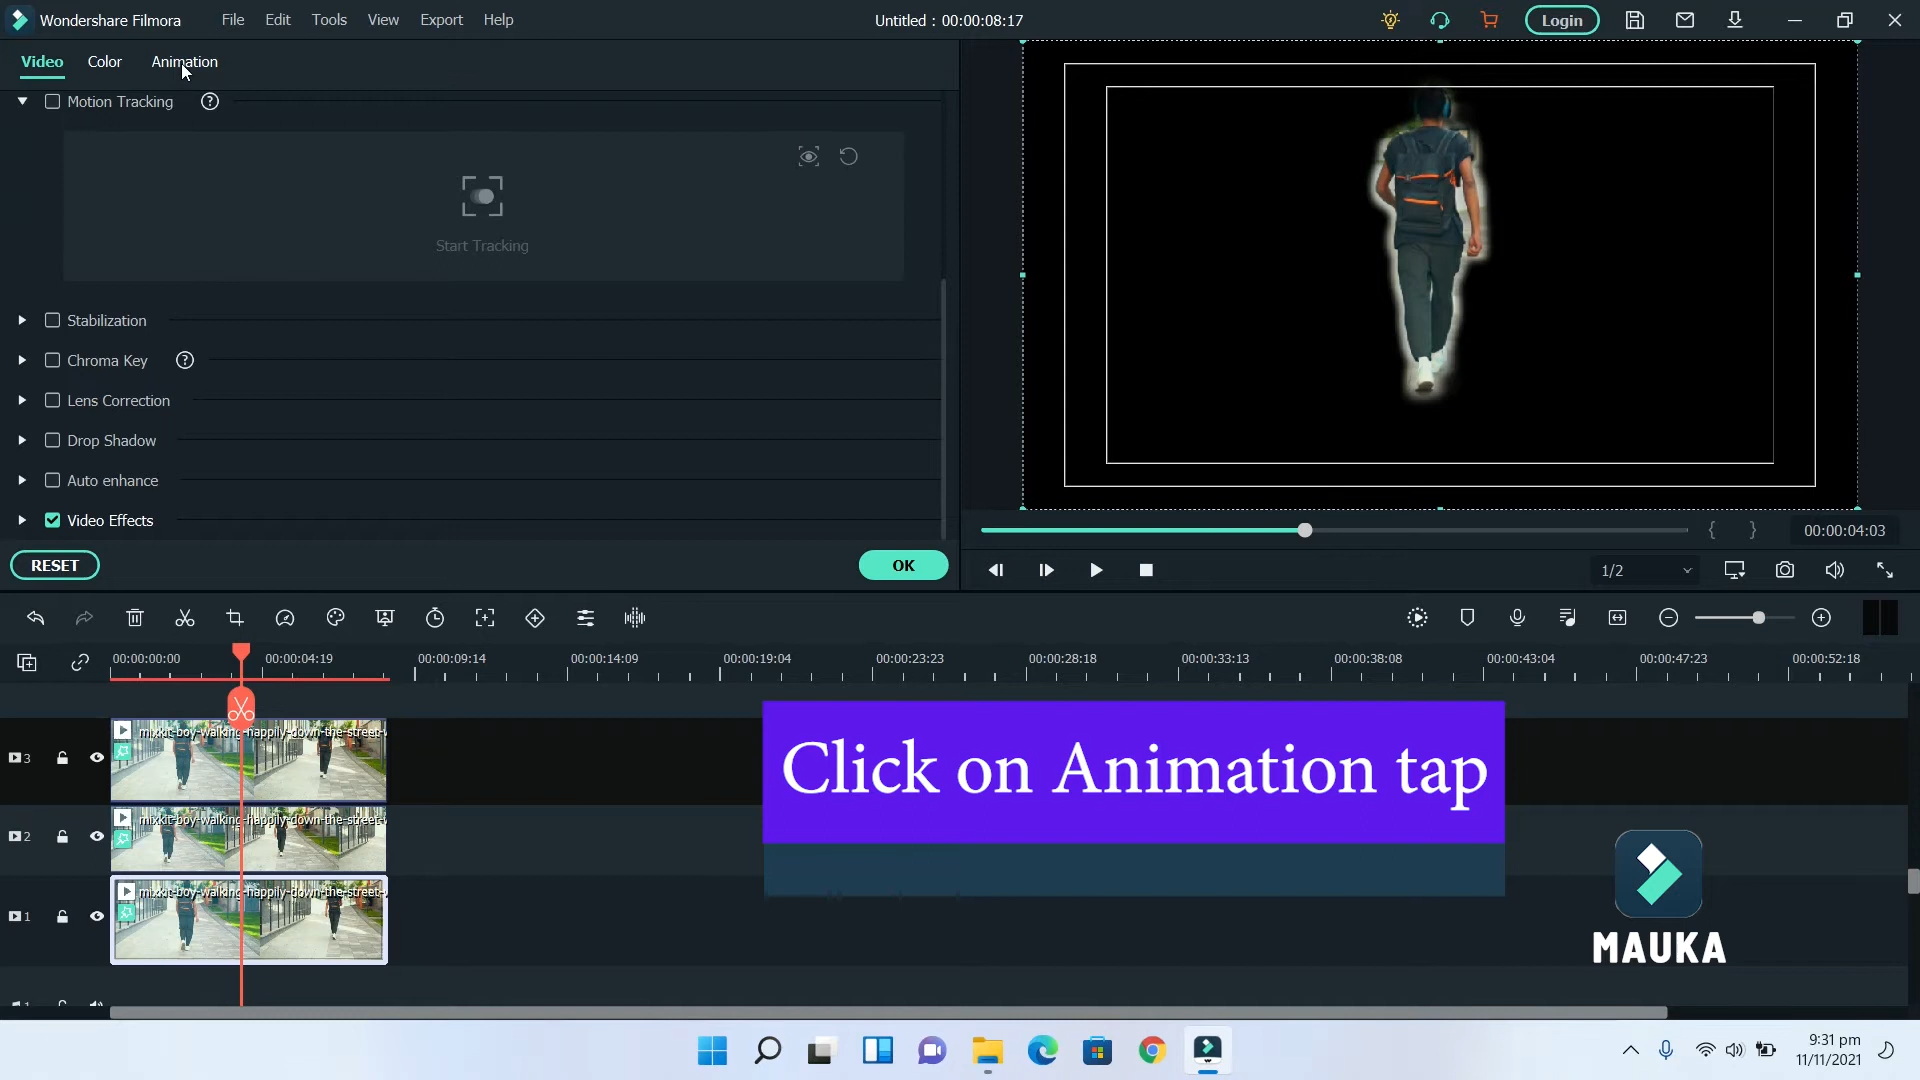 Wondershare Filmora File Edit Tools View Export Help Untitled : 00:00:08:17 Login
Video Color Animation
Motion Tracking ?
Start Tracking
Stabilization
Chroma Key ?
Lens Correction
Drop Shadow
Auto enhance
Video Effects
{ } 00:00:04:03
RESET OK
1/2
00:00:00:00 00:00:04:19 00:00:09:14 00:00:14:09 00:00:19:04 00:00:23:23 00:00:28:18 00:00:33:13 00:00:38:08 00:00:43:04 00:00:47:23 00:00:52:18
mixkit-boy-walking-happily-down-the-street-
3
Click on Animation tap
mixkit-boy-walking-happily-down-the-street-
2
mixkit-boy-walking-happily-down-the-street-
1
MAUKA
9:31 pm
11/11/2021